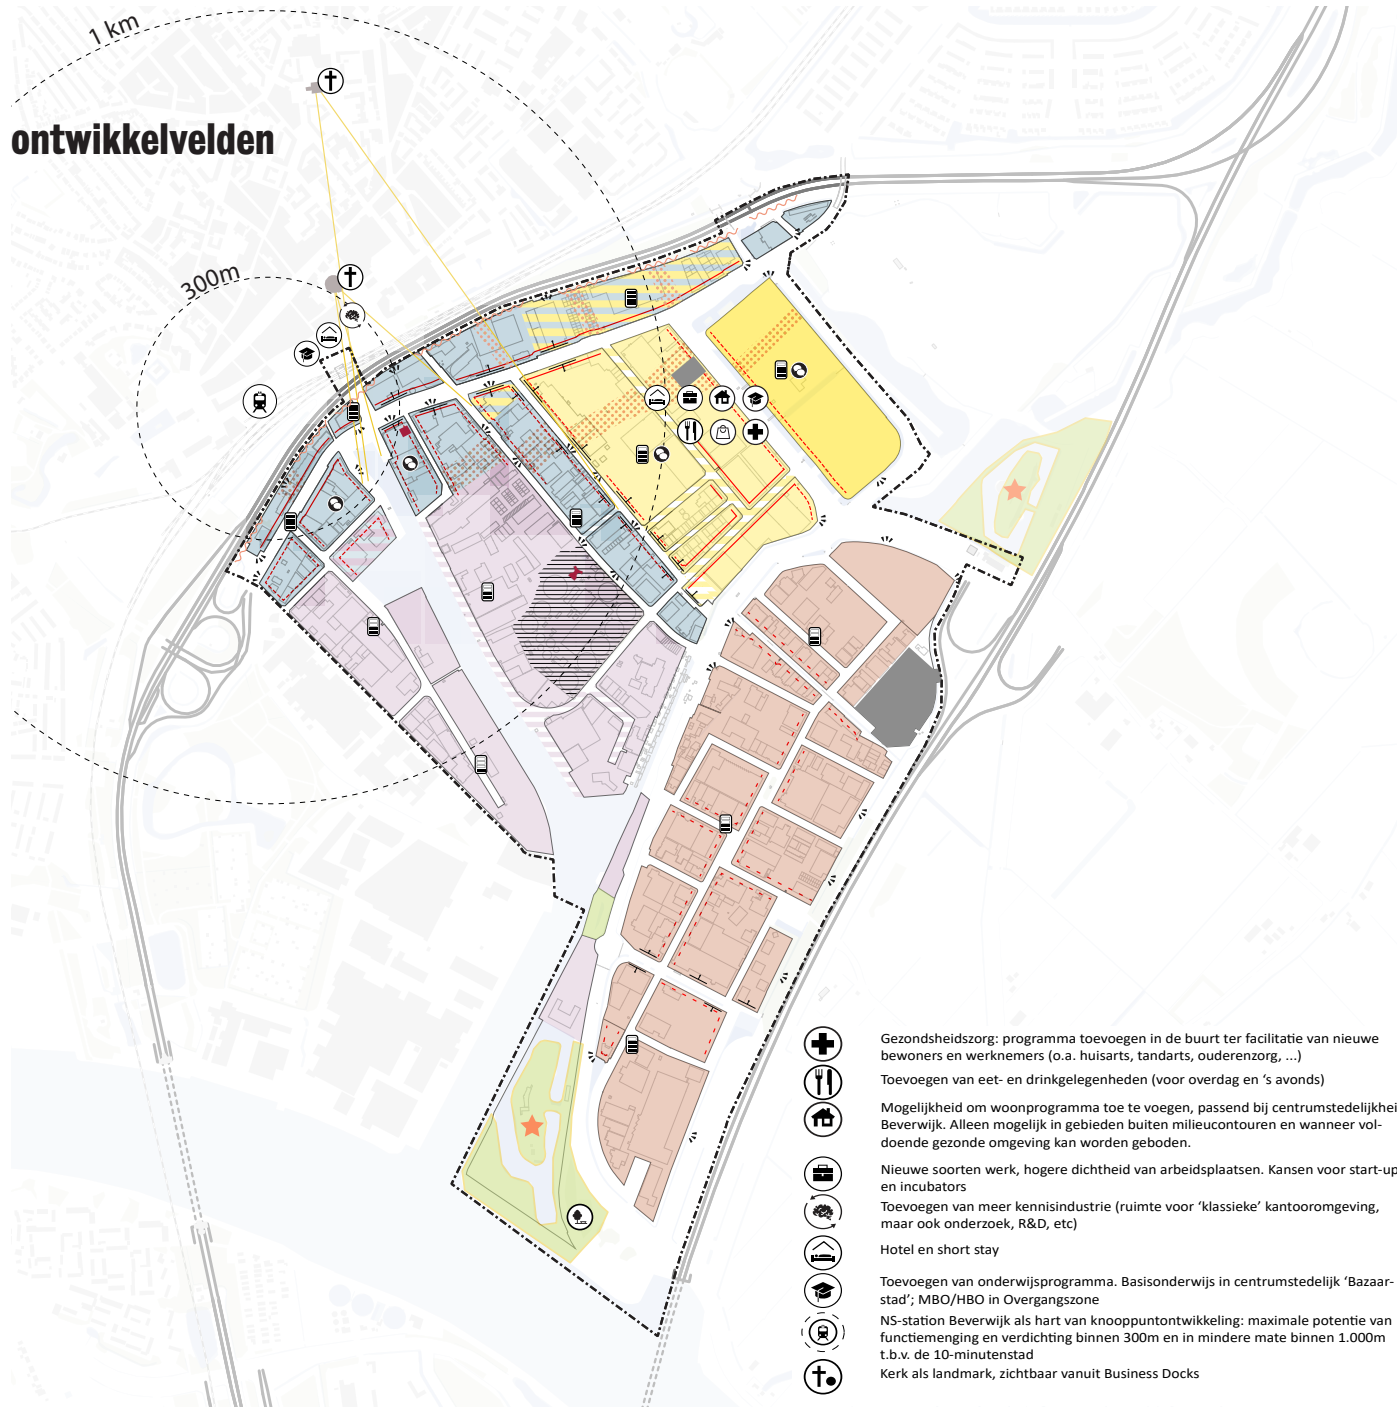 1 km
ontwikkelvelden
300m
Gezondsheidszorg: programma toevoegen in de buurt ter facilitatie van nieuwe
bewoners en werknemers (o.a. huisarts, tandarts, ouderenzorg, ...)
Toevoegen van eet- en drinkgelegenheden (voor overdag en ‘s avonds)
Mogelijkheid om woonprogramma toe te voegen, passend bij centrumstedelijkhei
Beverwijk. Alleen mogelijk in gebieden buiten milieucontouren en wanneer vol-
doende gezonde omgeving kan worden geboden.
Nieuwe soorten werk, hogere dichtheid van arbeidsplaatsen. Kansen voor start-up
en incubators
Toevoegen van meer kennisindustrie (ruimte voor ‘klassieke’ kantooromgeving,
maar ook onderzoek, R&D, etc)
Hotel en short stay
Toevoegen van onderwijsprogramma. Basisonderwijs in centrumstedelijk ‘Bazaar-
stad’; MBO/HBO in Overgangszone
NS-station Beverwijk als hart van knooppuntontwikkeling: maximale potentie van
functiemenging en verdichting binnen 300m en in mindere mate binnen 1.000m
t.b.v. de 10-minutenstad
Kerk als landmark, zichtbaar vanuit Business Docks